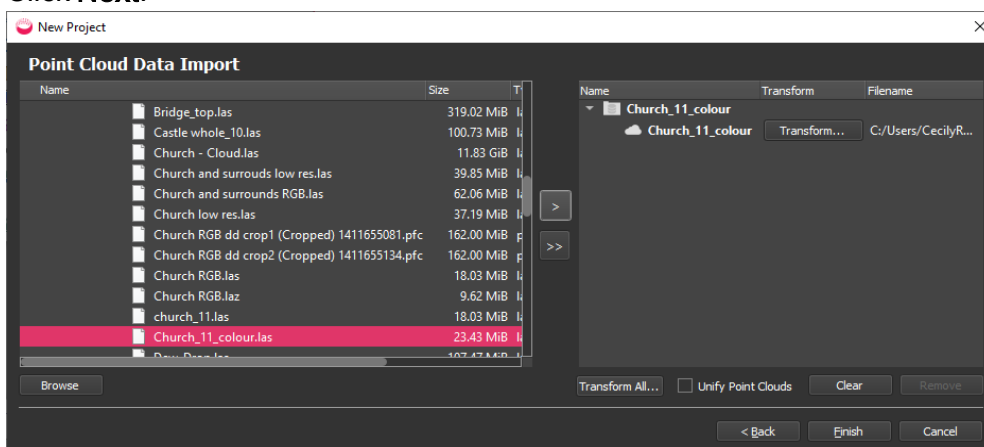 Click Next.
New Project
Point Cloud Data Import
Name Size
Bridge_top.las 319.02 MiB
Castle whole_10.las 100.73 MiB
Church - Cloud.las 11.83 GiB
Church and surrouds low res.las 39.85 MiB
Church and surrounds RGB.las 62.06 MiB
Church low res.las 37.19 MiB
Church RGB dd crop1 (Cropped) 1411655081.pfc 162.00 MiB
Church RGB dd crop2 (Cropped) 1411655134.pfc 162.00 MiB
Church RGB.las 18.03 MiB
Church RGB.laz 9.62 MiB
church_11.las 18.03 MiB
Church_11_colour.las 23.43 MiB
Browse
>
>>
Name Transform Filename
Church_11_colour
Church_11_colour Transform... C:/Users/CecilyR...
Transform All... Unify Point Clouds Clear Remove
< Back Finish Cancel